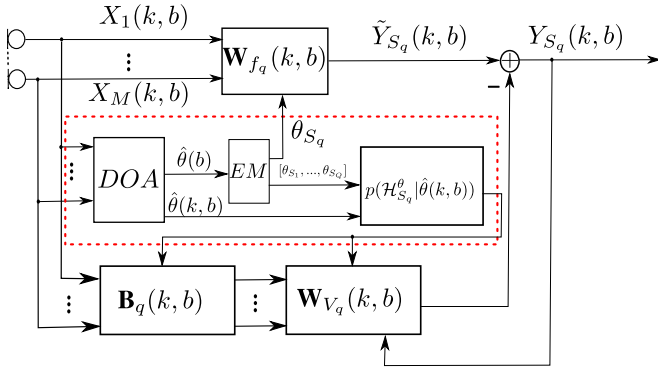 X_1(k, b)
Ỹ_{S_q}(k, b)
Y_{S_q}(k, b)
W_{f_q}(k, b)
X_M(k, b)
θ_{S_q}
DOA
θ̂(b)
EM
[θ_{S_1}, ..., θ_{S_Q}]
p(ℋ^θ_{S_q}|θ̂(k, b))
θ̂(k, b)
B_q(k, b)
W_{V_q}(k, b)